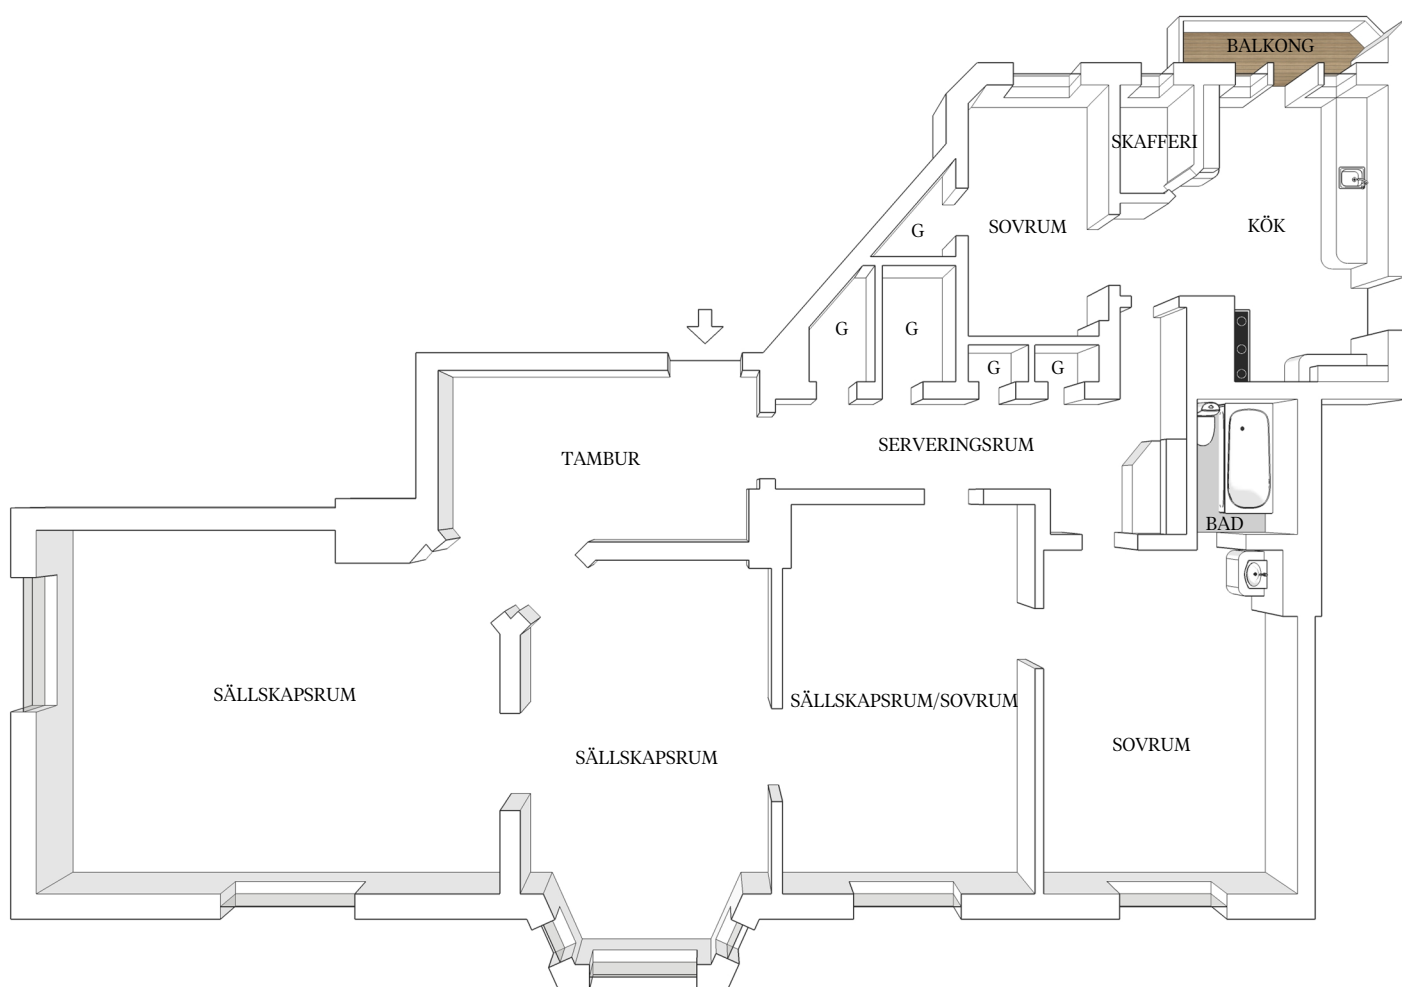 BALKONG
SKAFFERI
SOVRUM
KÖK
G
G
G
G
G
SERVERINGSRUM
TAMBUR
BAD
SÄLLSKAPSRUM
SÄLLSKAPSRUM/SOVRUM
SOVRUM
SÄLLSKAPSRUM